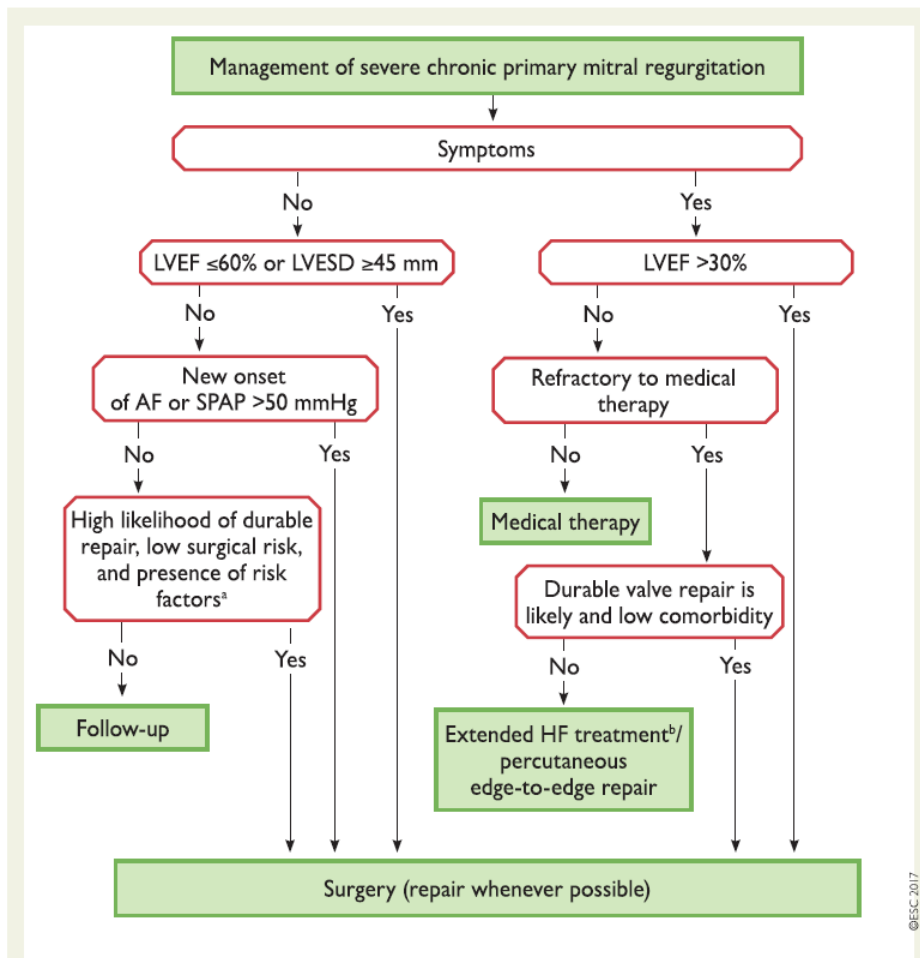 Management of severe chronic primary mitral regurgitation
Symptoms
No
Yes
LVEF ≤60% or LVESD ≥45 mm
LVEF >30%
No
Yes
No
Yes
New onset
of AF or SPAP >50 mmHg
Refractory to medical
therapy
No
Yes
No
Yes
High likelihood of durable
repair, low surgical risk,
and presence of risk
factorsᵃ
Medical therapy
Durable valve repair is
likely and low comorbidity
No
Yes
No
Yes
Follow-up
Extended HF treatmentᵇ/
percutaneous
edge-to-edge repair
Surgery (repair whenever possible)
©ESC 2017